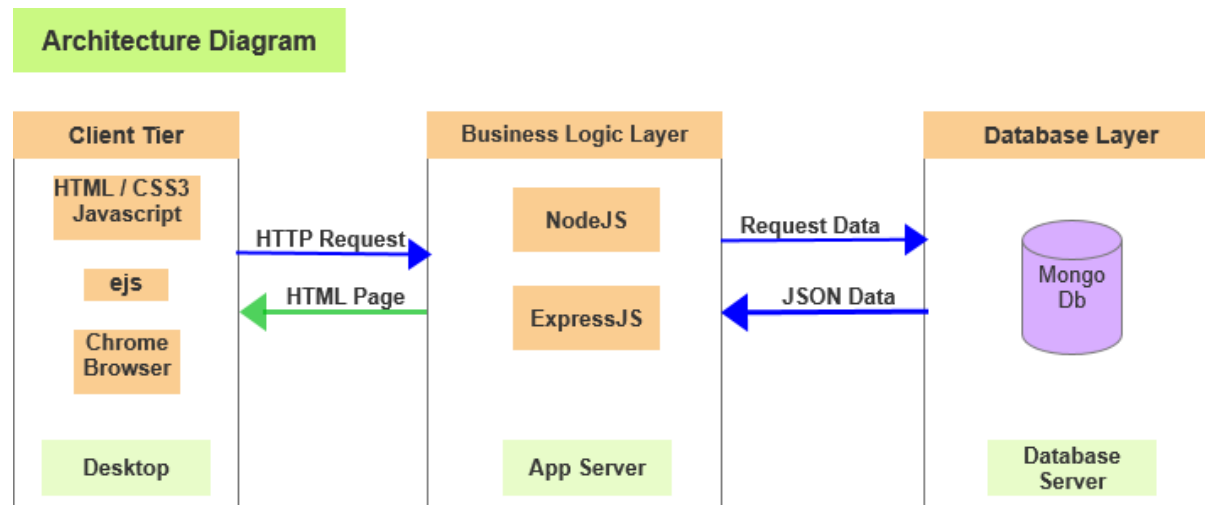 Architecture Diagram
Client Tier
Business Logic Layer
Database Layer
HTML / CSS3
Javascript
ejs
Chrome
Browser
Desktop
HTTP Request
HTML Page
NodeJS
ExpressJS
App Server
Request Data
JSON Data
Mongo
Db
Database
Server